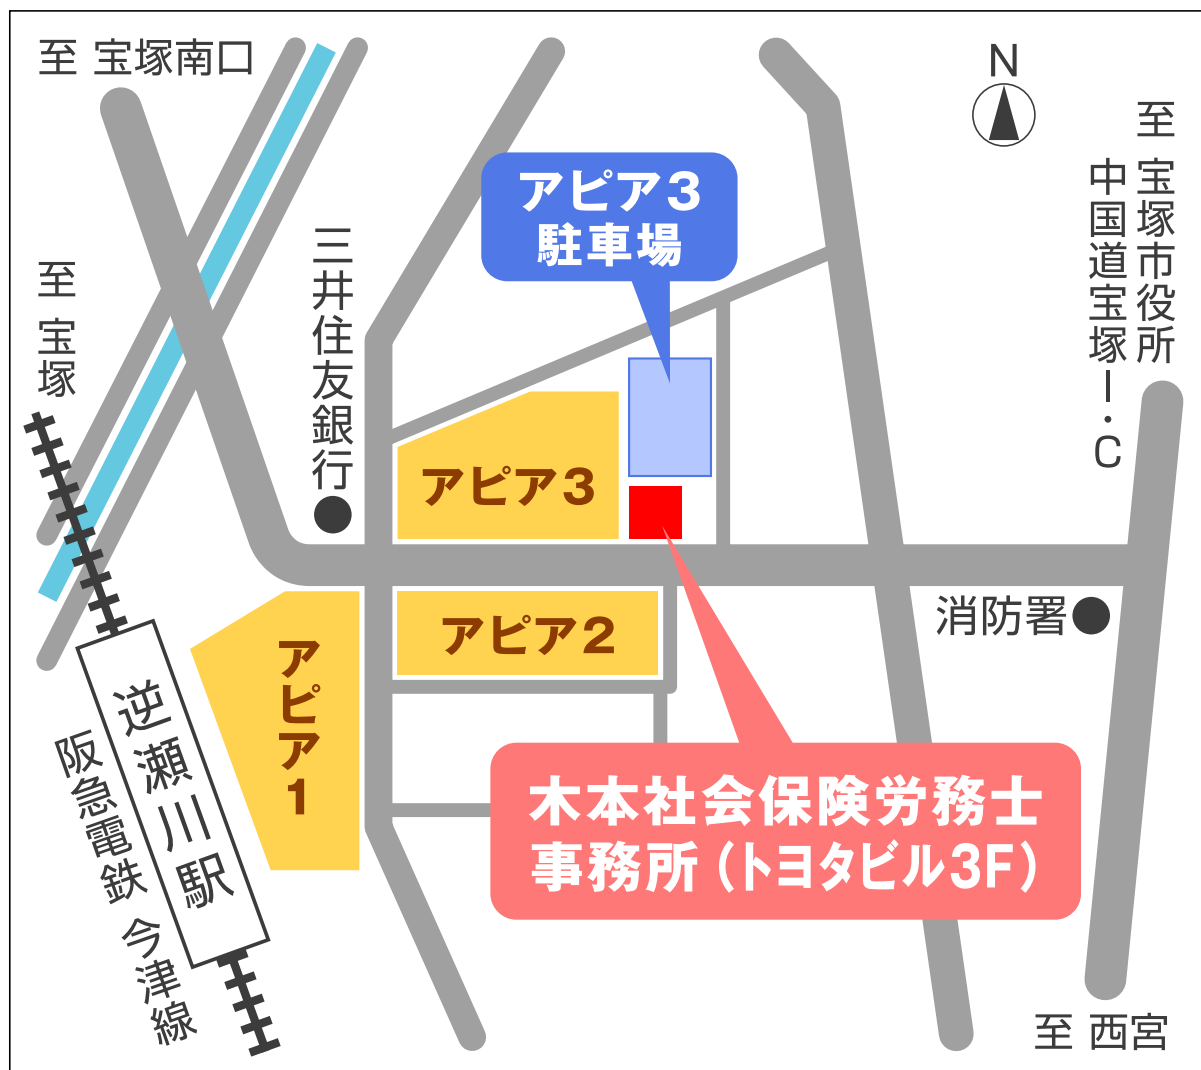 至 宝塚南口
N
至 宝塚市役所
中国道宝塚I・C
アピア3
駐車場
三井住友銀行
至 宝塚
アピア3
アピア2
アピア1
消防署
逆瀬川駅
阪急電鉄 今津線
木本社会保険労務士
事務所（トヨタビル3F）
至 西宮